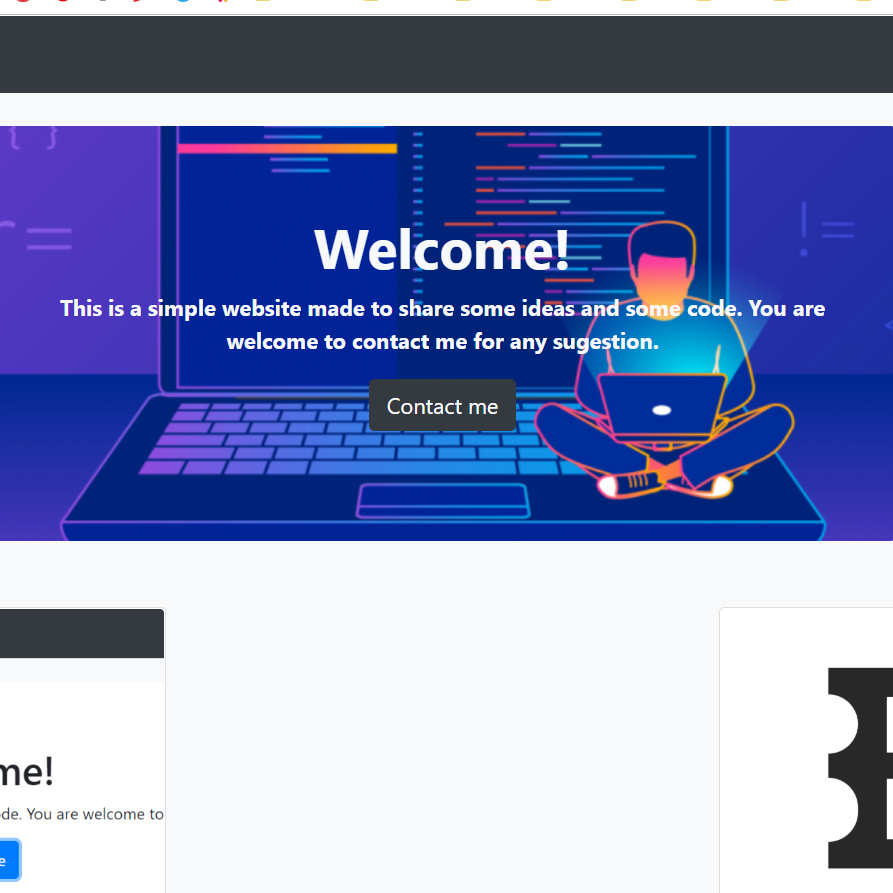 { }
=
! =
Welcome!
This is a simple website made to share some ideas and some code. You are
welcome to contact me for any sugestion.
Contact me
me!
de. You are welcome to
e